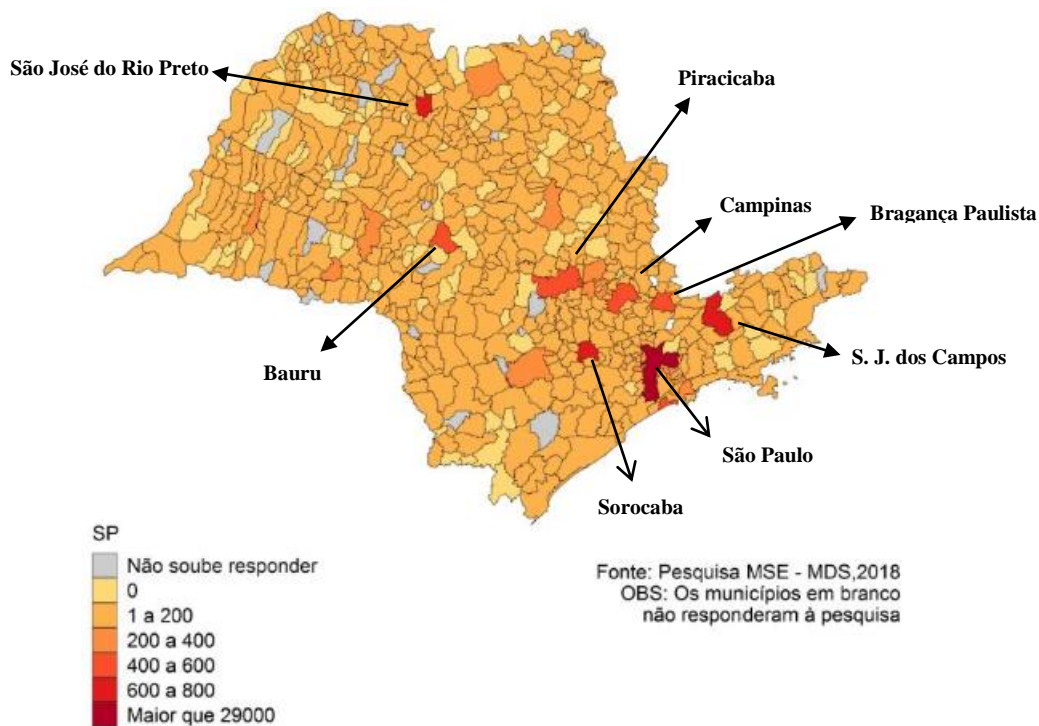 São José do Rio Preto
Piracicaba
Campinas
Bragança Paulista
Bauru
S. J. dos Campos
São Paulo
Sorocaba
SP
Não soube responder
0
1 a 200
200 a 400
400 a 600
600 a 800
Maior que 29000
Fonte: Pesquisa MSE - MDS,2018
OBS: Os municípios em branco
não responderam à pesquisa